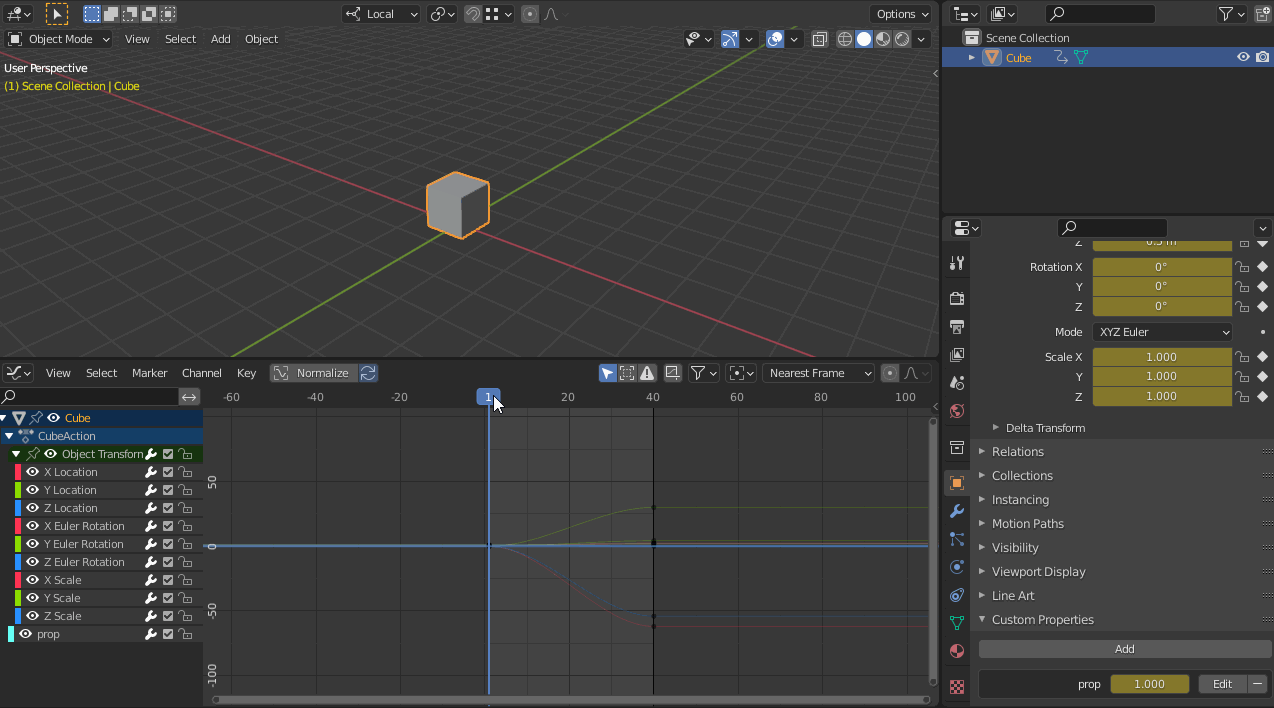 Local
Options
Object Mode
View
Select
Add
Object
User Perspective
(1) Scene Collection | Cube
Scene Collection
Cube
Z
0.5 m
Rotation X
0°
Y
0°
Z
0°
Mode
XYZ Euler
Scale X
1.000
Y
1.000
Z
1.000
Delta Transform
Relations
Collections
Instancing
Motion Paths
Visibility
Viewport Display
Line Art
Custom Properties
Add
prop
1.000
Edit
View
Select
Marker
Channel
Key
Normalize
Nearest Frame
-60
-40
-20
1
20
40
60
80
100
Cube
CubeAction
Object Transform
X Location
Y Location
Z Location
X Euler Rotation
Y Euler Rotation
Z Euler Rotation
X Scale
Y Scale
Z Scale
prop
50
0
-50
-100